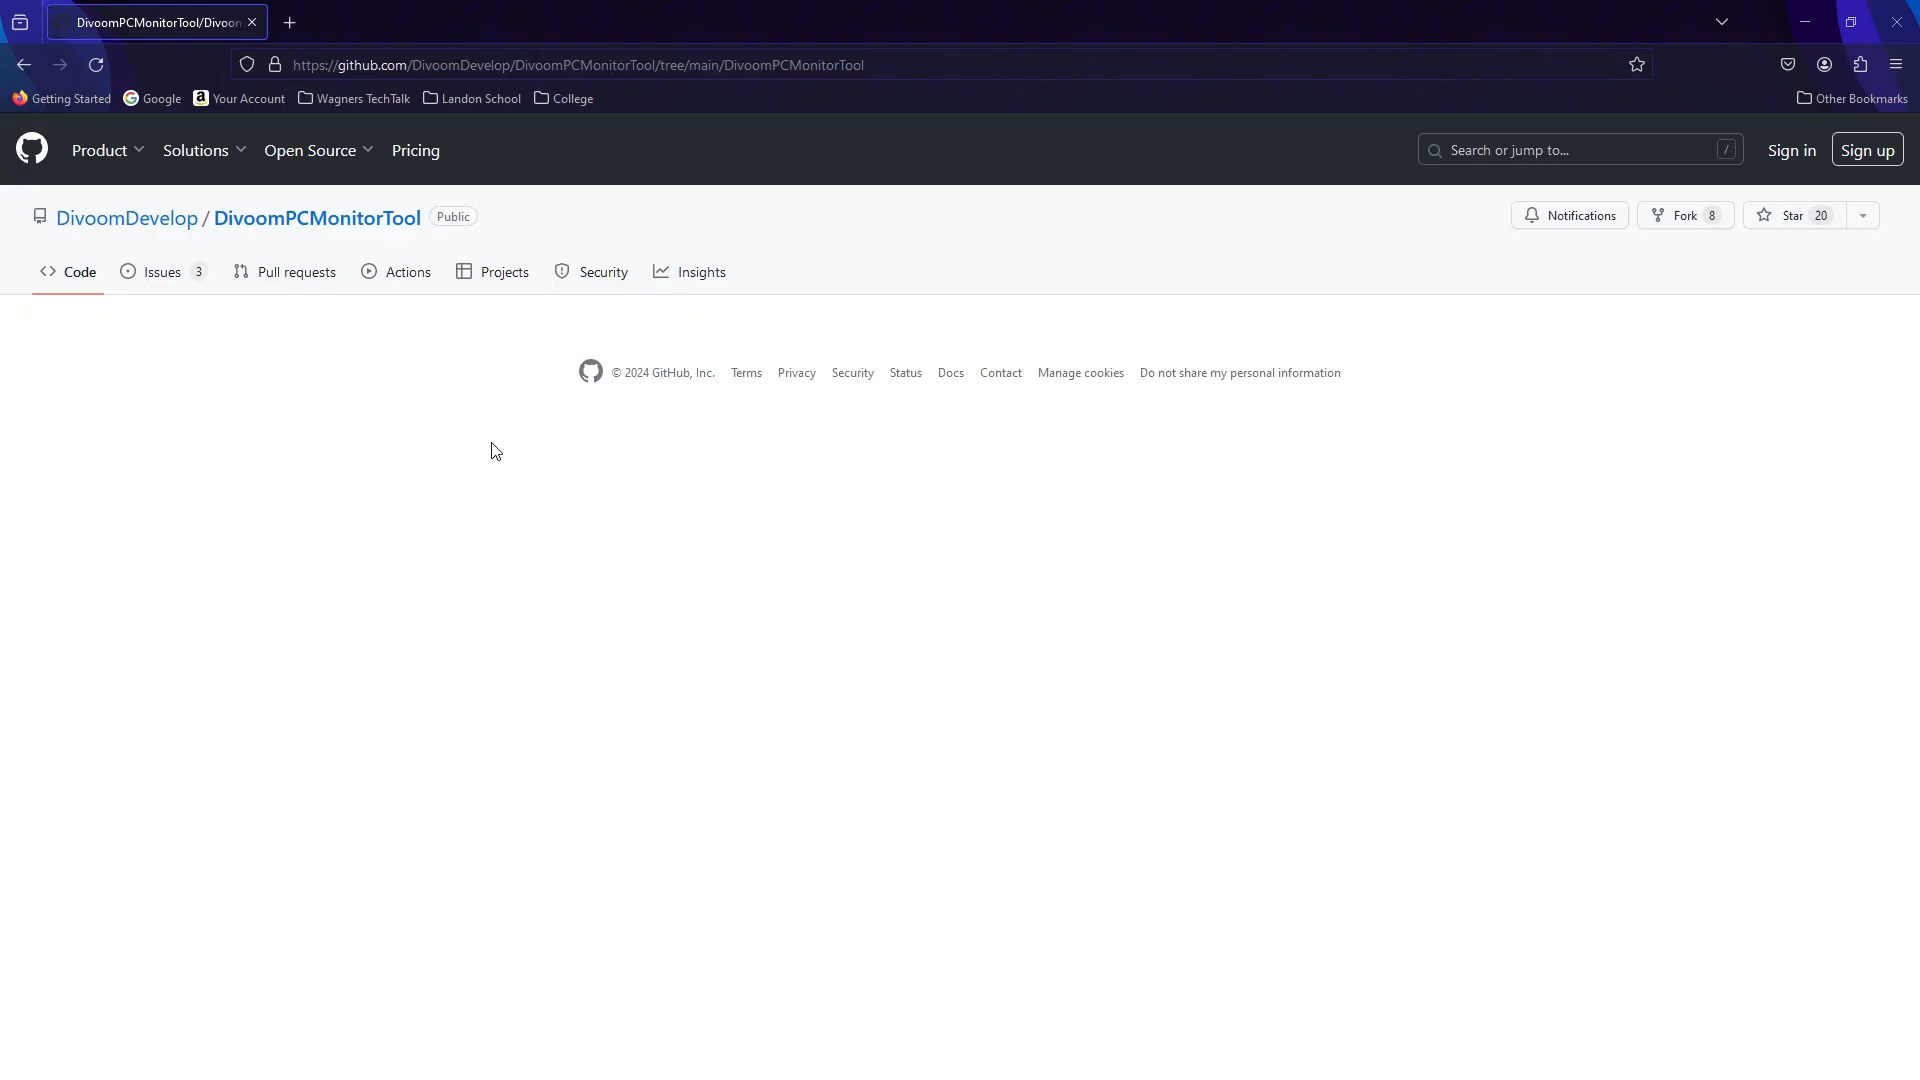 DivoomPCMonitorTool/Divoom
https://github.com/DivoomDevelop/DivoomPCMonitorTool/tree/main/DivoomPCMonitorTool
Getting Started Google Your Account Wagners TechTalk Landon School College Other Bookmarks
Product Solutions Open Source Pricing Search or jump to... / Sign in Sign up
DivoomDevelop / DivoomPCMonitorTool Public Notifications Fork 8 Star 20
Code Issues 3 Pull requests Actions Projects Security Insights
© 2024 GitHub, Inc. Terms Privacy Security Status Docs Contact Manage cookies Do not share my personal information